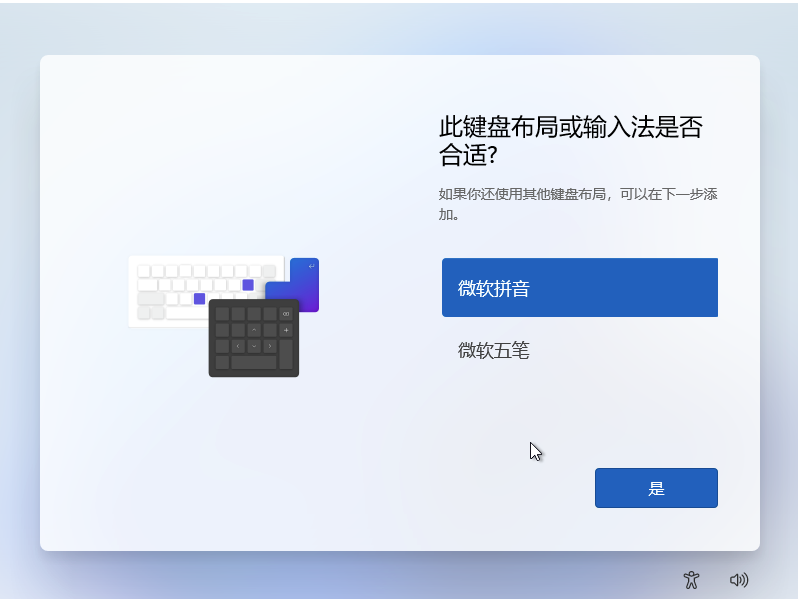 此键盘布局或输入法是否
合适?
如果你还使用其他键盘布局，可以在下一步添
加。
微软拼音
微软五笔
是